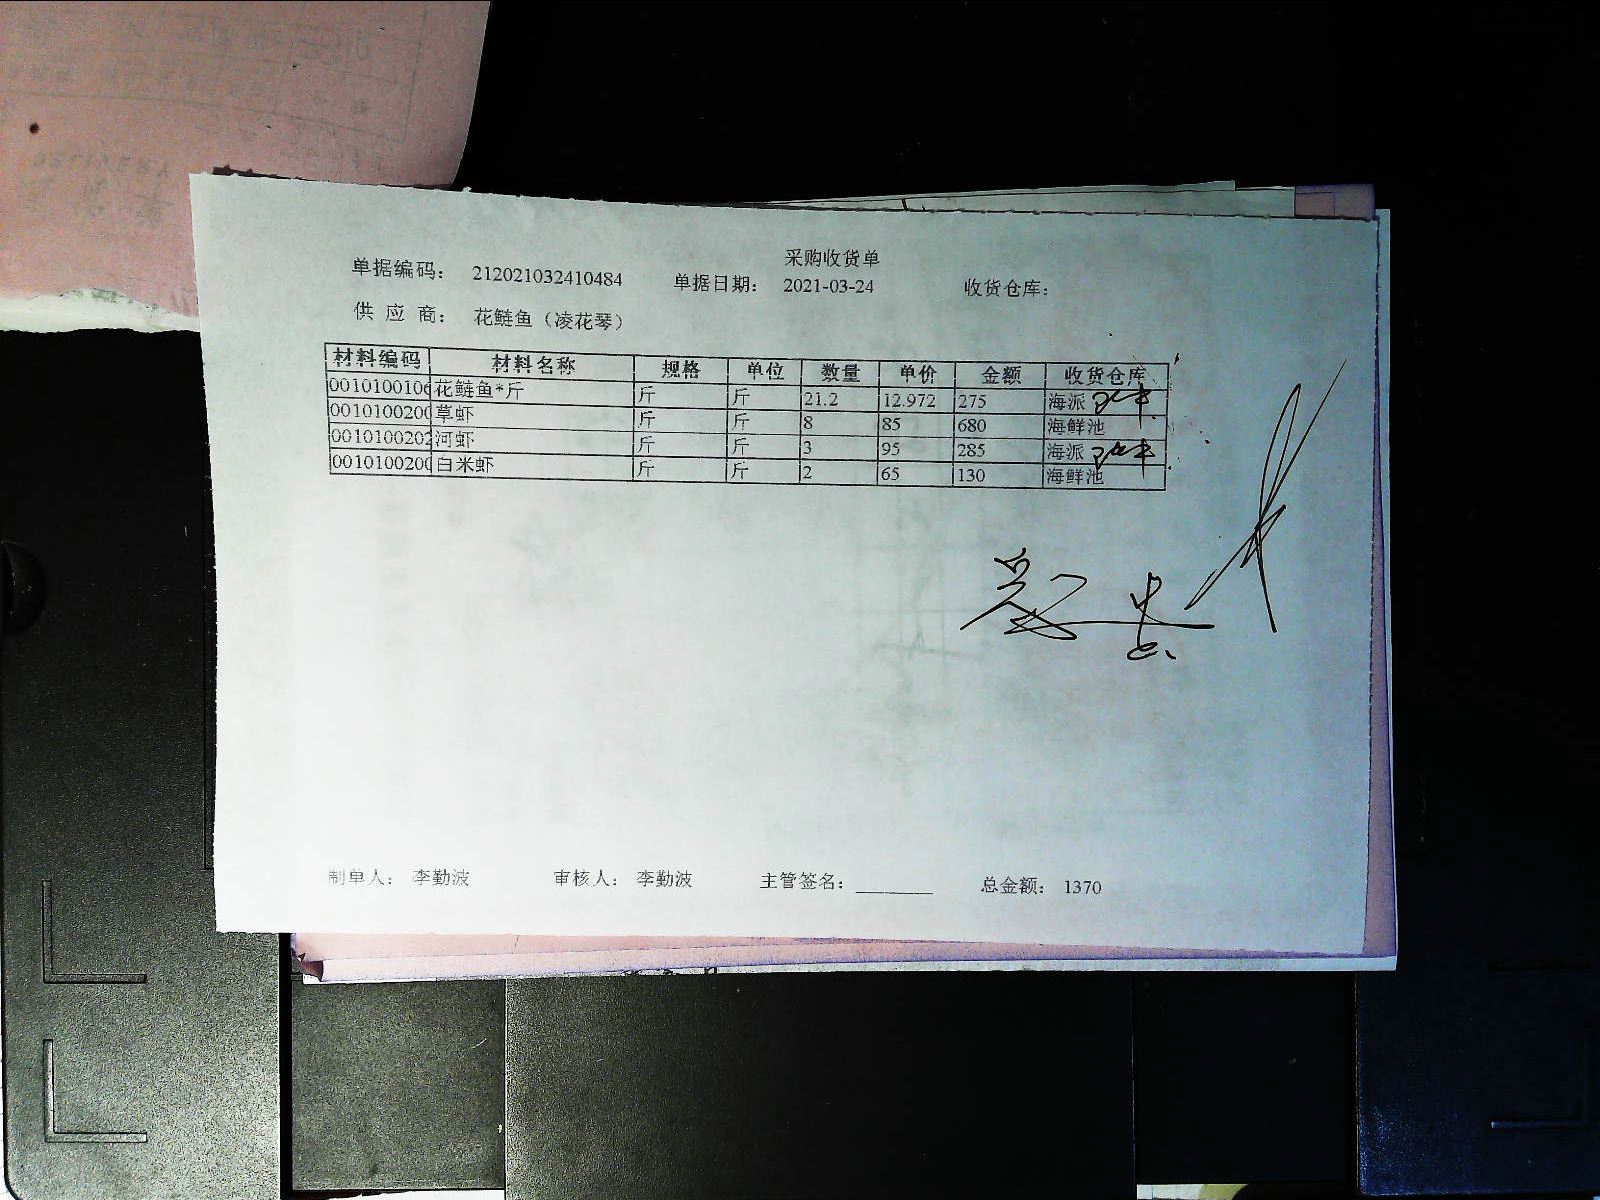 采购收货单
单据编码: 212021032410484 单据日期: 2021-03-24 收货仓库:
供 应 商: 花鲢鱼（凌花琴）
材料编码 材料名称 规格 单位 数量 单价 金额 收货仓库
0010100106 花鲢鱼*斤 斤 斤 21.2 12.972 275 海派
0010100200 草虾 斤 斤 8 85 680 海鲜池
0010100202 河虾 斤 斤 3 95 285 海派
0010100200 白米虾 斤 斤 2 65 130 海鲜池
制单人: 李勤波 审核人: 李勤波 主管签名: 总金额: 1370